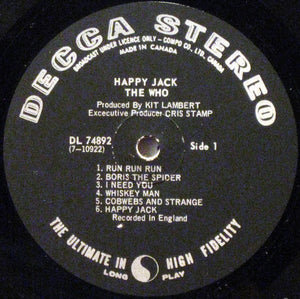 DECCA STEREO
BROADCAST UNDER LICENCE ONLY - COMPO CO., LTD., CANADA
MADE IN CANADA
HAPPY JACK
THE WHO
Produced By KIT LAMBERT
Excecutive Producer CRIS STAMP
DL 74892
(7-10922)
Side 1
1. RUN RUN RUN
2. BORIS THE SPIDER
3. I NEED YOU
4. WHISKEY MAN
5. COBWEBS AND STRANGE
6. HAPPY JACK
Recorded in England
THE ULTIMATE IN HIGH FIDELITY
LONG PLAY